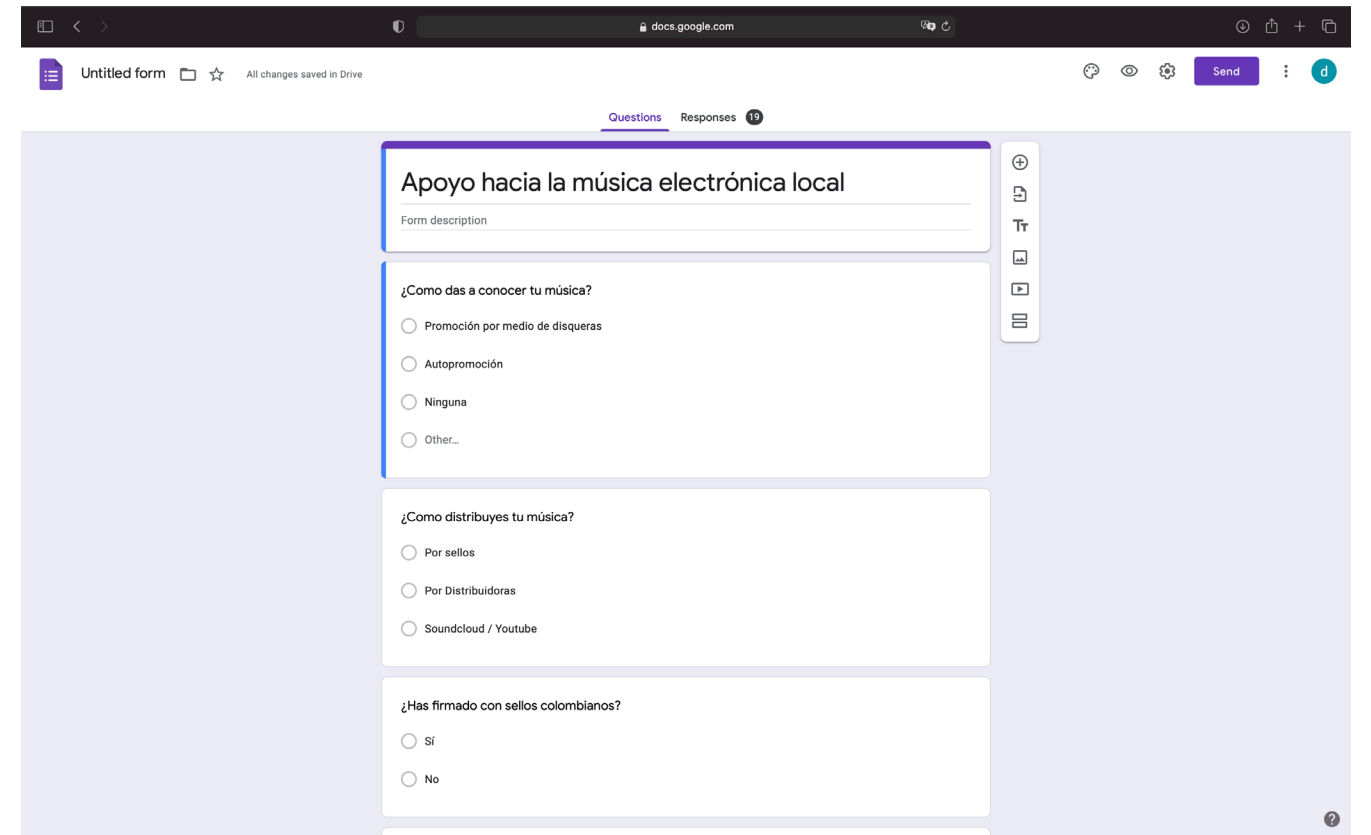 docs.google.com
Untitled form
All changes saved in Drive
Send
d
Questions
Responses 19
Apoyo hacia la música electrónica local
Form description
Tт
¿Como das a conocer tu música?
Promoción por medio de disqueras
Autopromoción
Ninguna
Other...
¿Como distribuyes tu música?
Por sellos
Por Distribuidoras
Soundcloud / Youtube
¿Has firmado con sellos colombianos?
Sí
No